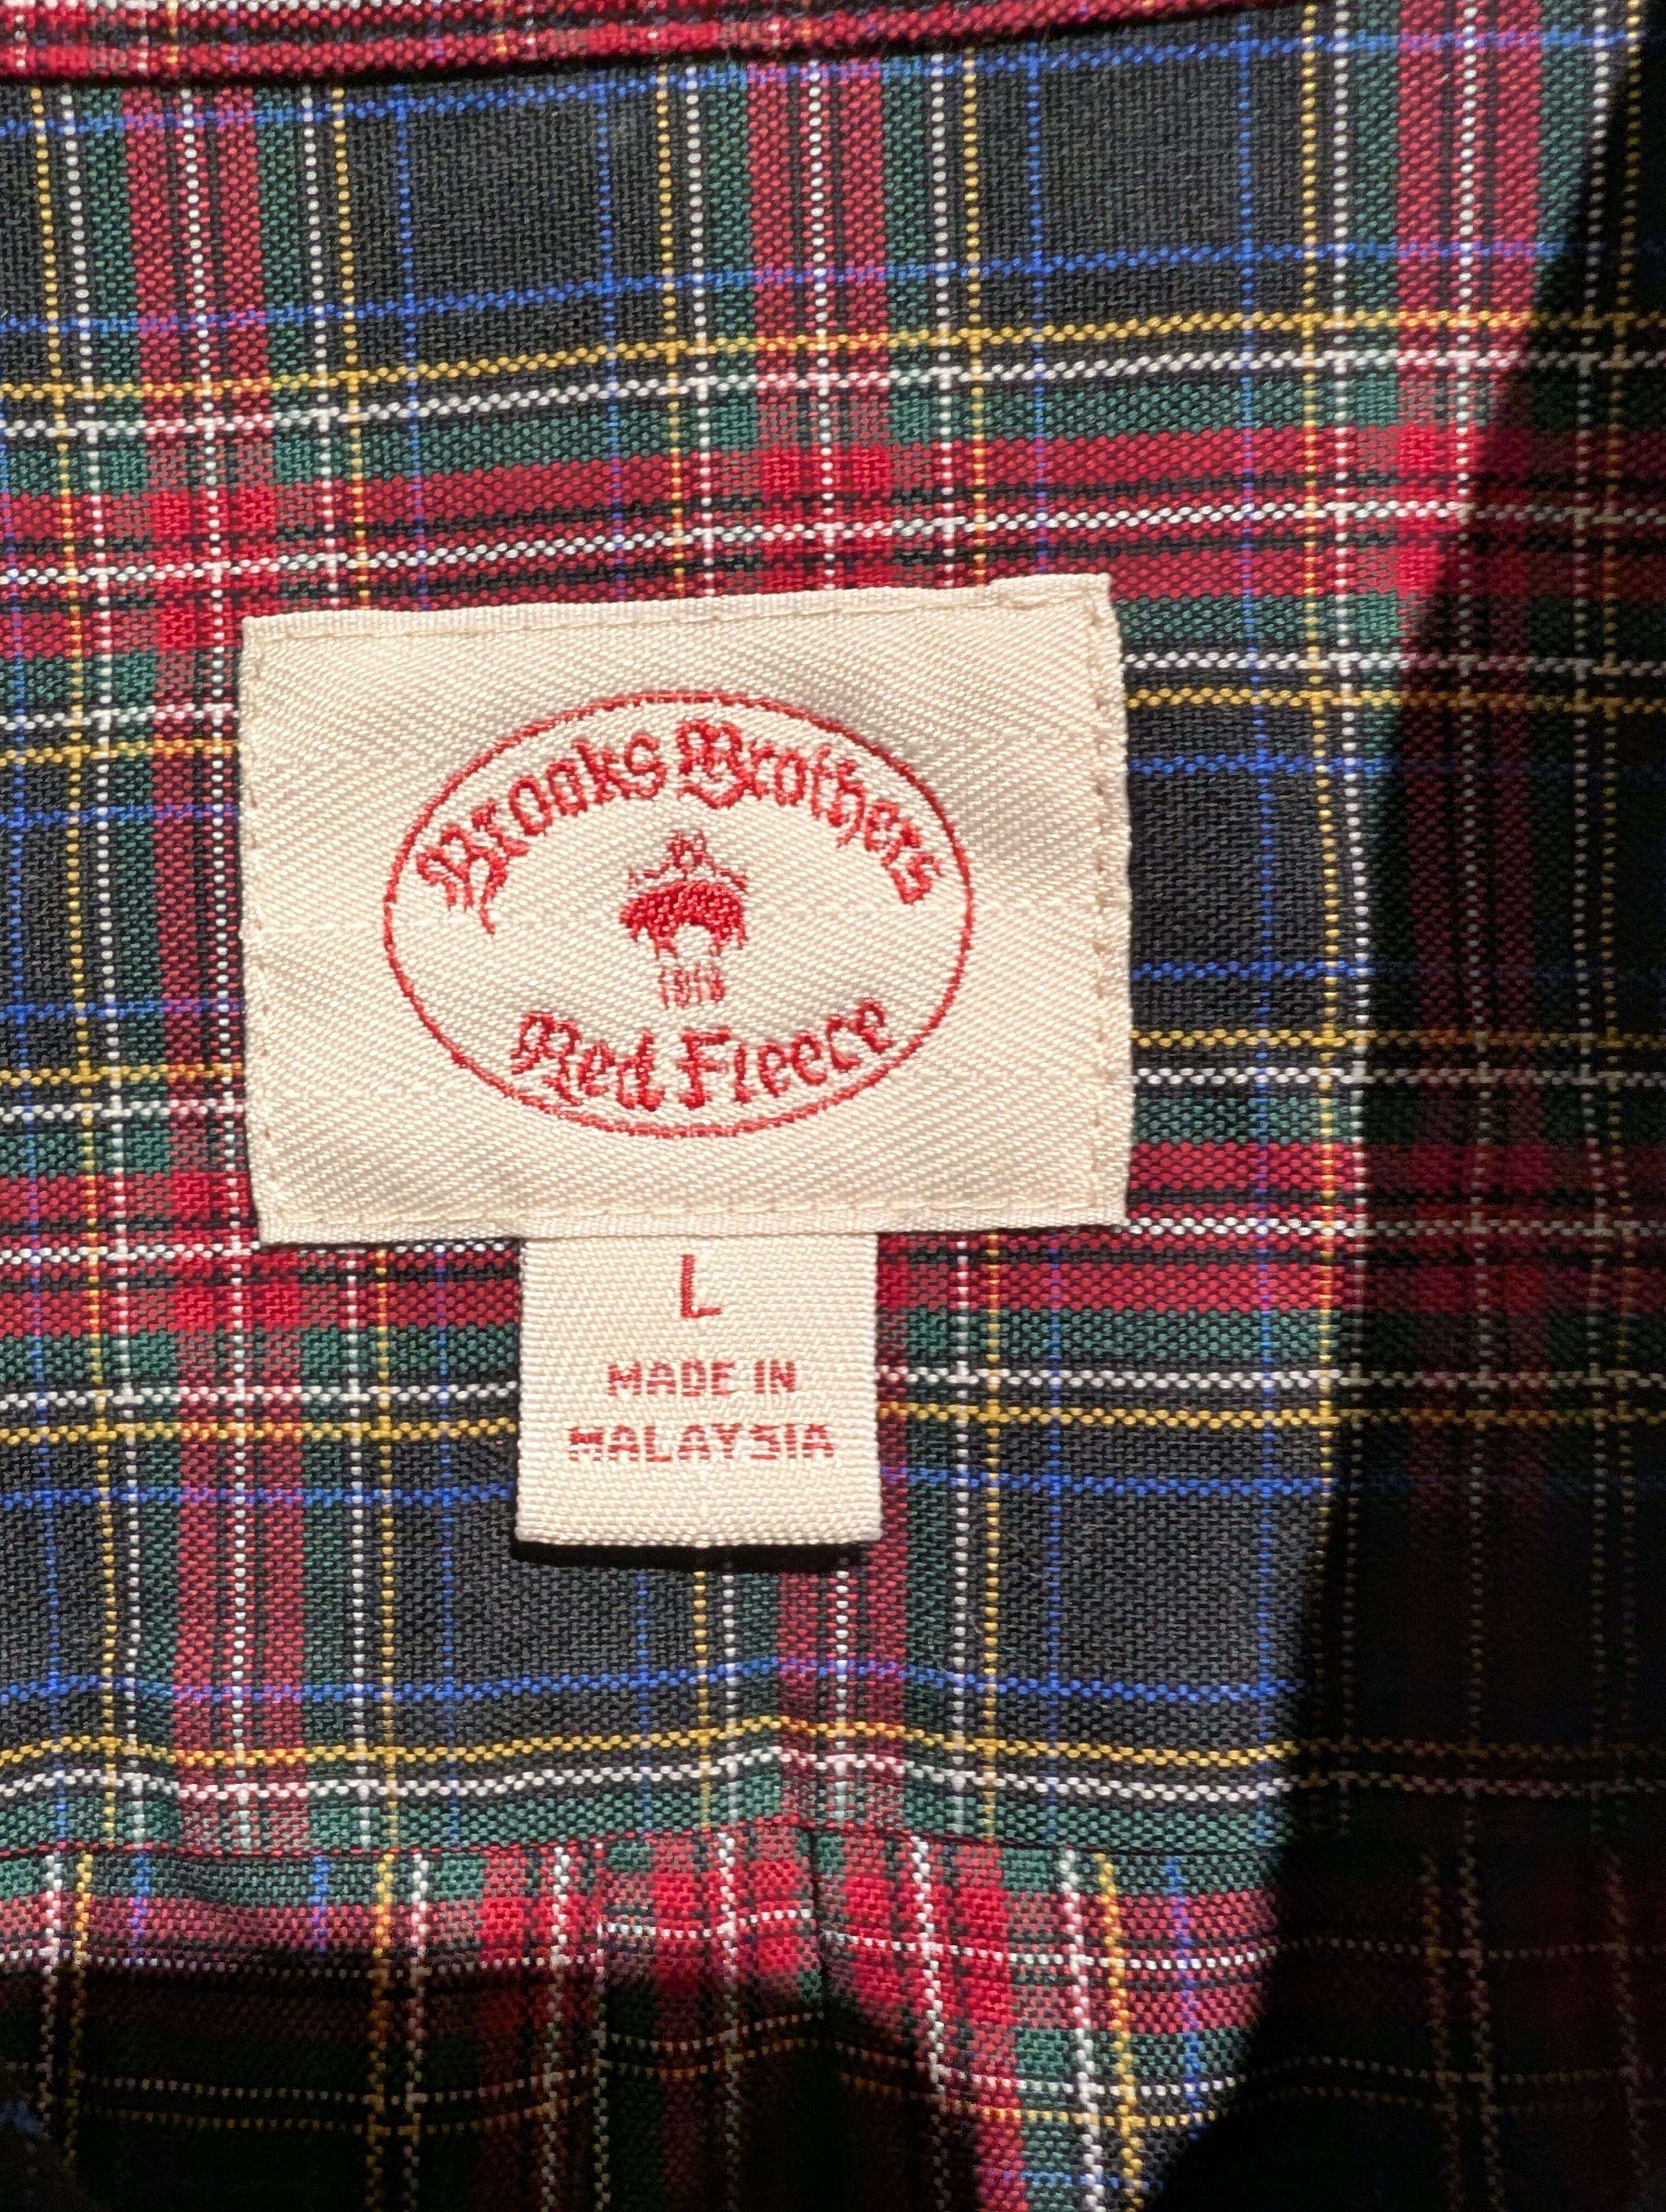 Brooks Brothers
1818
Red Fleece
L
MADE IN
MALAYSIA